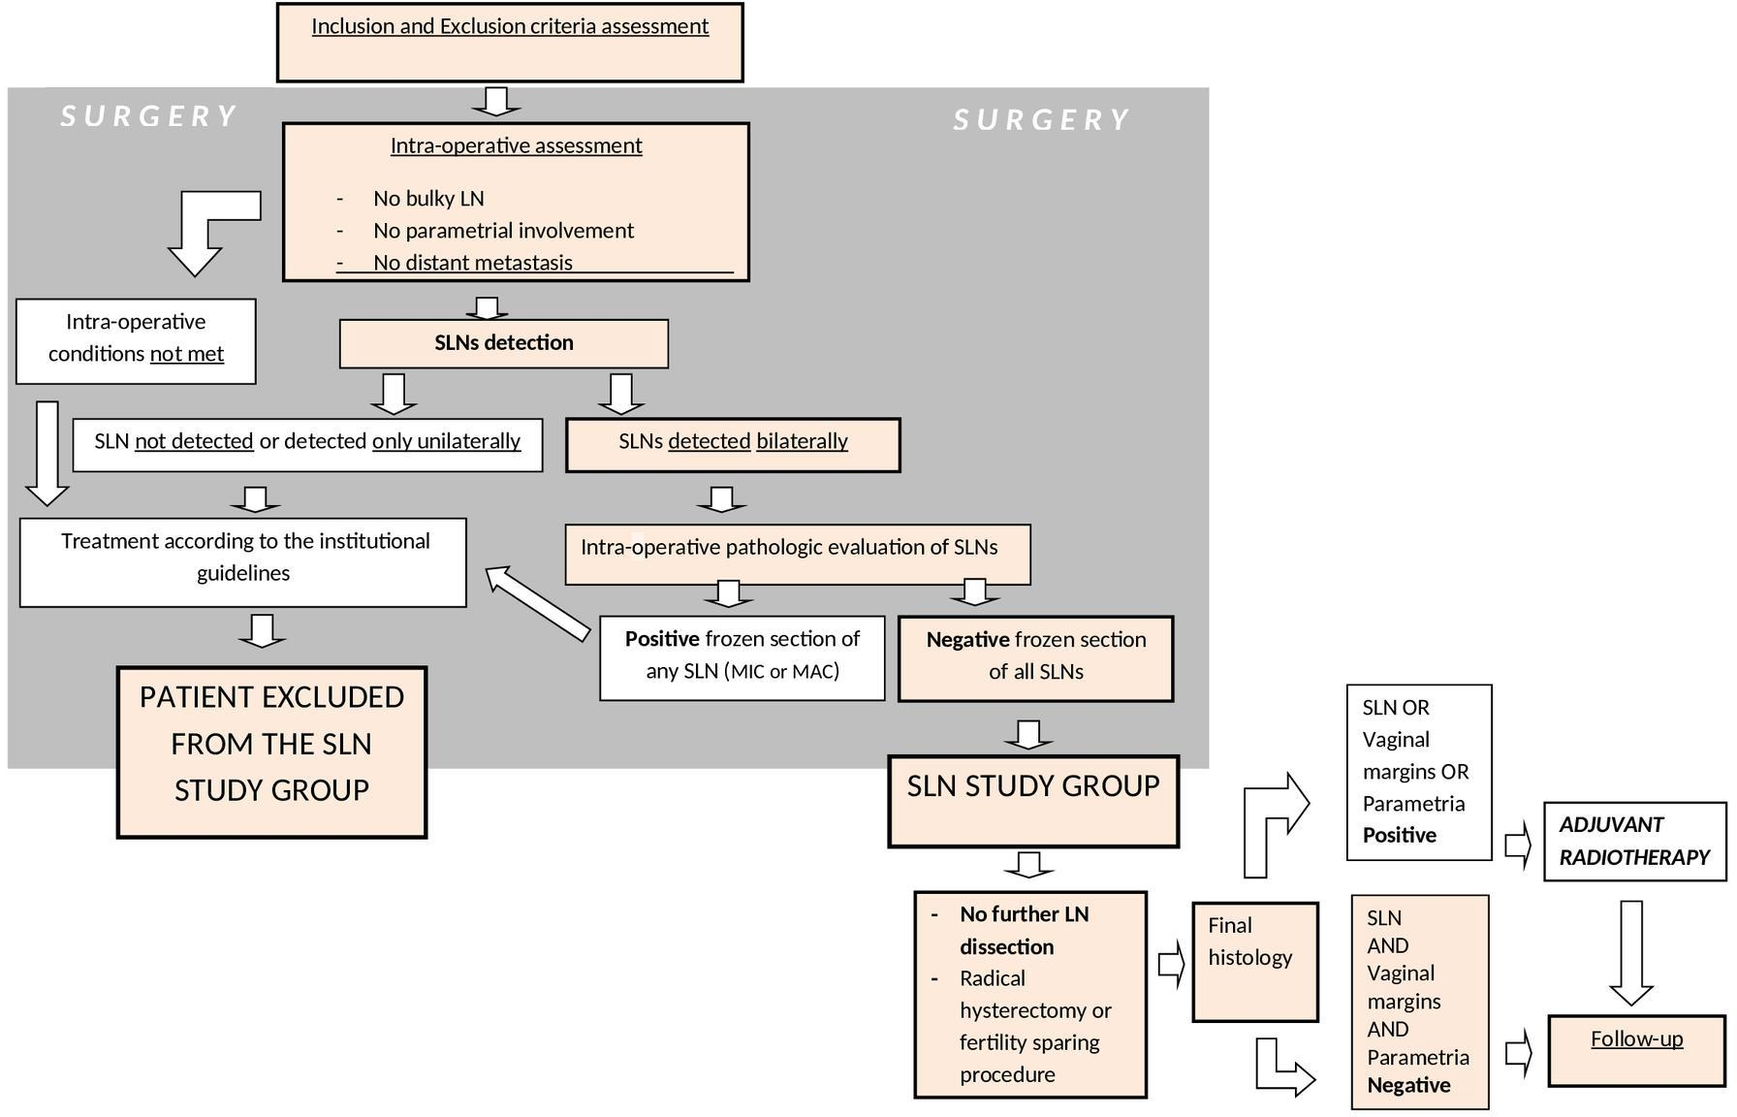 Inclusion and Exclusion criteria assessment
SURGERY
SURGERY
Intra-operative assessment
- No bulky LN
- No parametrial involvement
- No distant metastasis
Intra-operative
conditions not met
SLNs detection
SLN not detected or detected only unilaterally
SLNs detected bilaterally
Treatment according to the institutional
guidelines
Intra-operative pathologic evaluation of SLNs
Positive frozen section of
any SLN (MIC or MAC)
Negative frozen section
of all SLNs
PATIENT EXCLUDED
FROM THE SLN
STUDY GROUP
SLN STUDY GROUP
- No further LN
dissection
- Radical
hysterectomy or
fertility sparing
procedure
Final
histology
SLN OR
Vaginal
margins OR
Parametria
Positive
ADJUVANT
RADIOTHERAPY
SLN
AND
Vaginal
margins
AND
Parametria
Negative
Follow-up